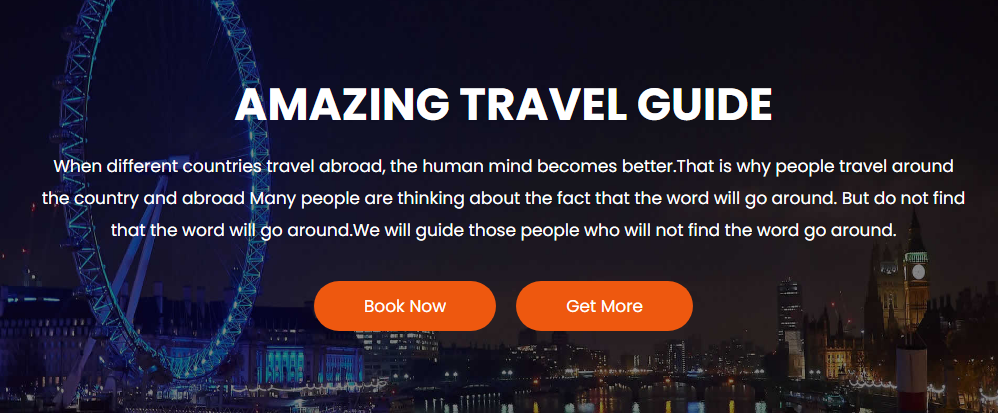 AMAZING TRAVEL GUIDE
When different countries travel abroad, the human mind becomes better.That is why people travel around
the country and abroad Many people are thinking about the fact that the word will go around. But do not find
that the word will go around.We will guide those people who will not find the word go around.
Book Now
Get More